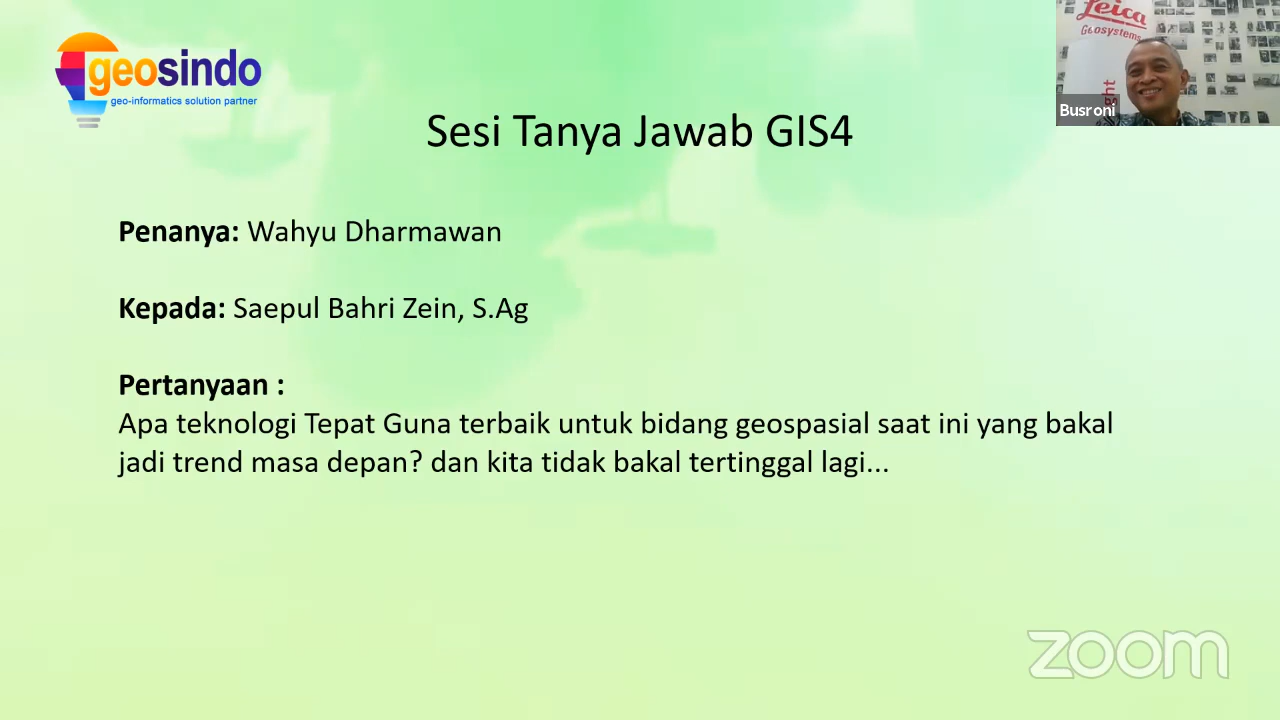 geosindo
geo-informatics solution partner
Leica
Geosystems
Busroni
Sesi Tanya Jawab GIS4
Penanya: Wahyu Dharmawan
Kepada: Saepul Bahri Zein, S.Ag
Pertanyaan :
Apa teknologi Tepat Guna terbaik untuk bidang geospasial saat ini yang bakal
jadi trend masa depan? dan kita tidak bakal tertinggal lagi...
zoom